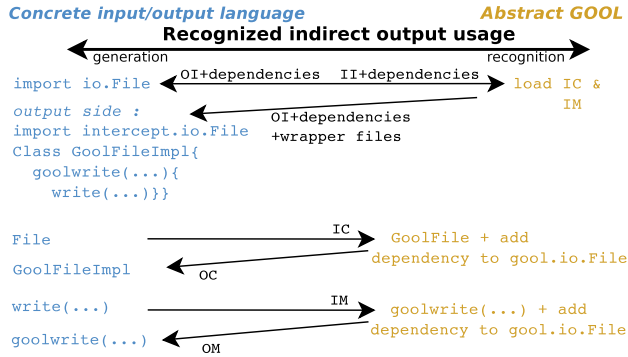 Concrete input/output language Abstract GOOL
Recognized indirect output usage
generation recognition
import io.File OI+dependencies II+dependencies load IC &
IM
output side :
OI+dependencies
import intercept.io.File
+wrapper files
Class GoolFileImpl{
goolwrite(...){
write(...)}}
IC
File GoolFile + add
dependency to gool.io.File
GoolFileImpl OC
IM
write(...) goolwrite(...) + add
dependency to gool.io.File
goolwrite(...) OM